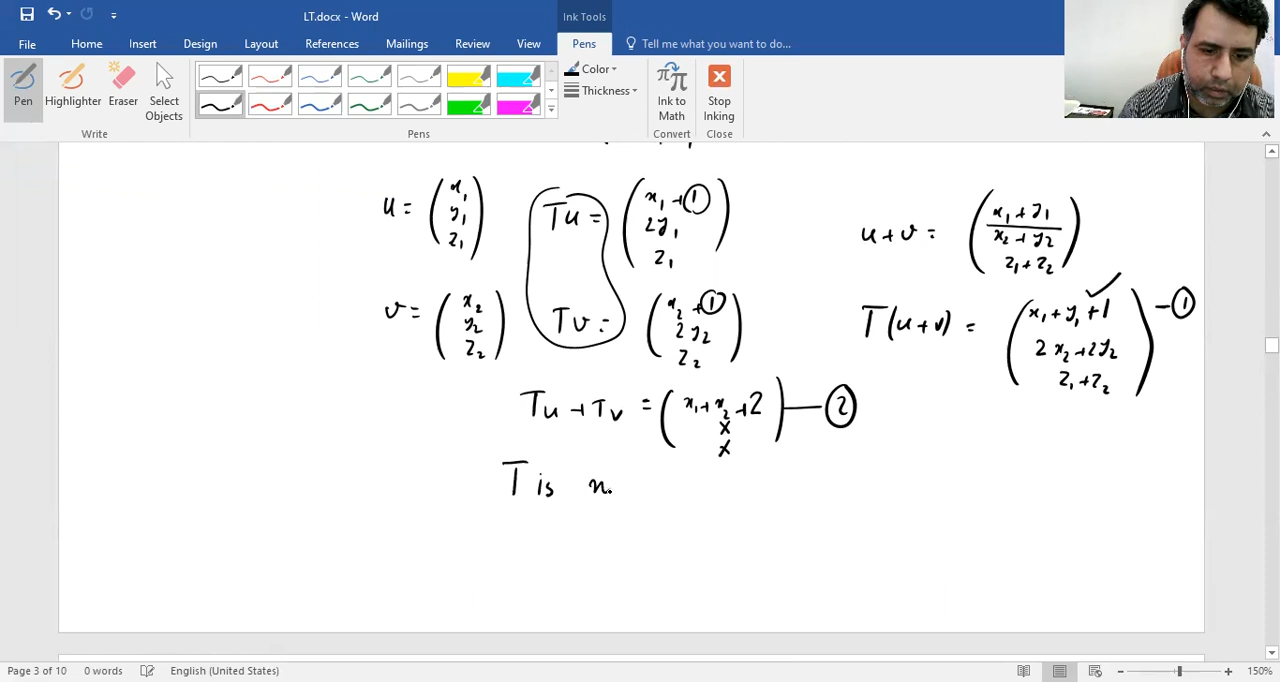 LT.docx - Word
Ink Tools
File Home Insert Design Layout References Mailings Review View Pens Tell me what you want to do...
Pen Highlighter Eraser Select Objects
Color
Thickness
Ink to Math
Stop Inking
Write Pens Convert Close
u = (x₁ y₁ z₁) Tu = (x₁ + 1 2y₁ z₁)
u + v = (x₁ + y₁ x₂ + y₂ z₁ + z₂)
v = (x₂ y₂ z₂) Tv = (x₂ + 1 2y₂ z₂)
T(u + v) = (x₁ + y₁ + 1 2x₂ + 2y₂ z₁ + z₂) — 1
Tu + Tv = (x₁ + x₂ + 2 x x) — 2
T is n
Page 3 of 10 0 words English (United States) 150%